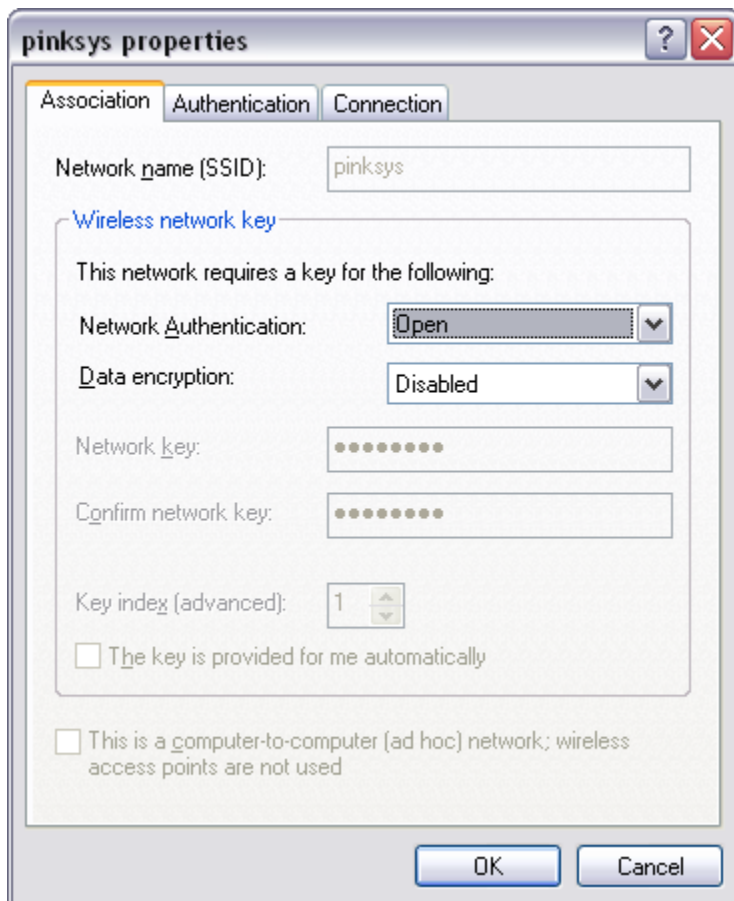 pinksys properties
Association Authentication Connection
Network name (SSID): pinksys
Wireless network key
This network requires a key for the following:
Network Authentication: Open
Data encryption: Disabled
Network key: ●●●●●●●●
Confirm network key: ●●●●●●●●
Key index (advanced): 1
The key is provided for me automatically
This is a computer-to-computer (ad hoc) network; wireless
access points are not used
OK Cancel